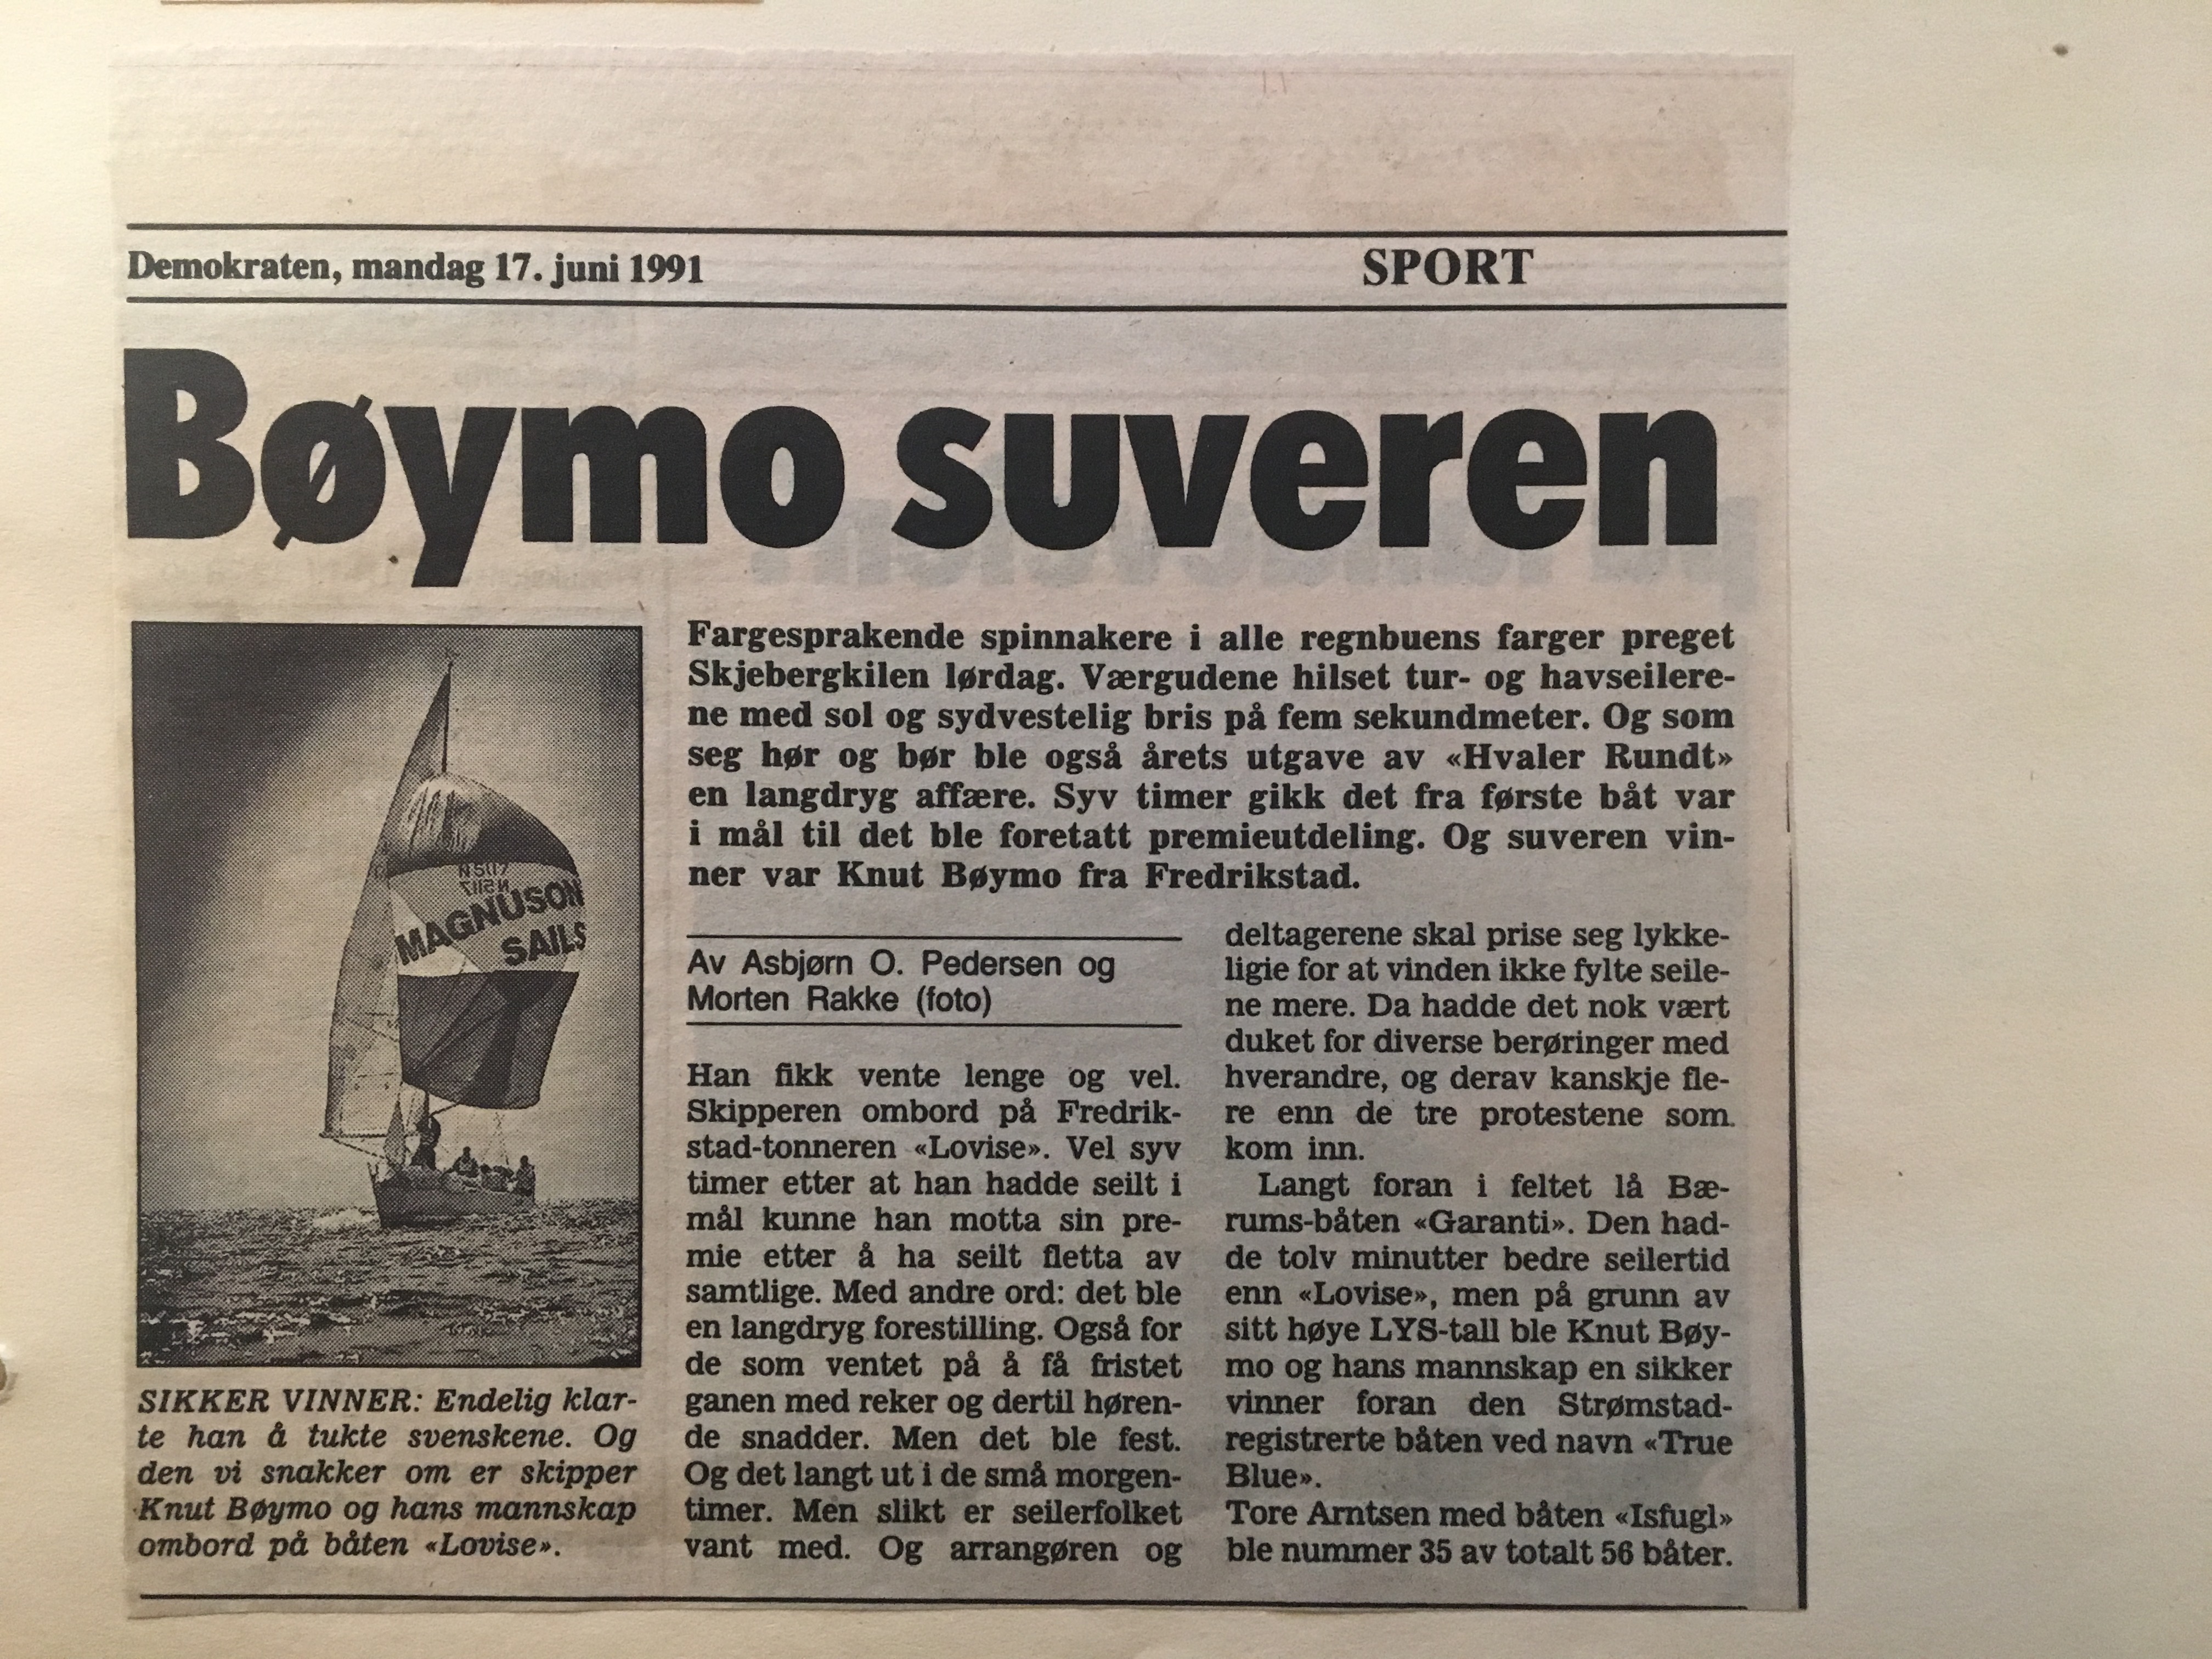 Demokraten, mandag 17. juni 1991
SPORT
Bøymo suveren
Fargesprakende spinnakere i alle regnbuens farger preget
Skjebergkilen lørdag. Værgudene hilset tur- og havseilere-
ne med sol og sydvestelig bris på fem sekundmeter. Og som
seg hør og bør ble også årets utgave av «Hvaler Rundt»
en langdryg affære. Syv timer gikk det fra første båt var
i mål til det ble foretatt premieutdeling. Og suveren vin-
ner var Knut Bøymo fra Fredrikstad.
MAGNUSON
SAILS
SIKKER VINNER: Endelig klar-
te han å tukte svenskene. Og
den vi snakker om er skipper
Knut Bøymo og hans mannskap
ombord på båten «Lovise».
Av Asbjørn O. Pedersen og
Morten Rakke (foto)
Han fikk vente lenge og vel.
Skipperen ombord på Fredrik-
stad-tonneren «Lovise». Vel syv
timer etter at han hadde seilt i
mål kunne han motta sin pre-
mie etter å ha seilt fletta av
samtlige. Med andre ord: det ble
en langdryg forestilling. Også for
de som ventet på å få fristet
ganen med reker og dertil høren-
de snadder. Men det ble fest.
Og det langt ut i de små morgen-
timer. Men slikt er seilerfolket
vant med. Og arrangøren og
deltagerene skal prise seg lykke-
ligie for at vinden ikke fylte seile-
ne mere. Da hadde det nok vært
duket for diverse berøringer med
hverandre, og derav kanskje fle-
re enn de tre protestene som
kom inn.
Langt foran i feltet lå Bæ-
rums-båten «Garanti». Den had-
de tolv minutter bedre seilertid
enn «Lovise», men på grunn av
sitt høye LYS-tall ble Knut Bøy-
mo og hans mannskap en sikker
vinner foran den Strømstad-
registrerte båten ved navn «True
Blue».
Tore Arntsen med båten «Isfugl»
ble nummer 35 av totalt 56 båter.